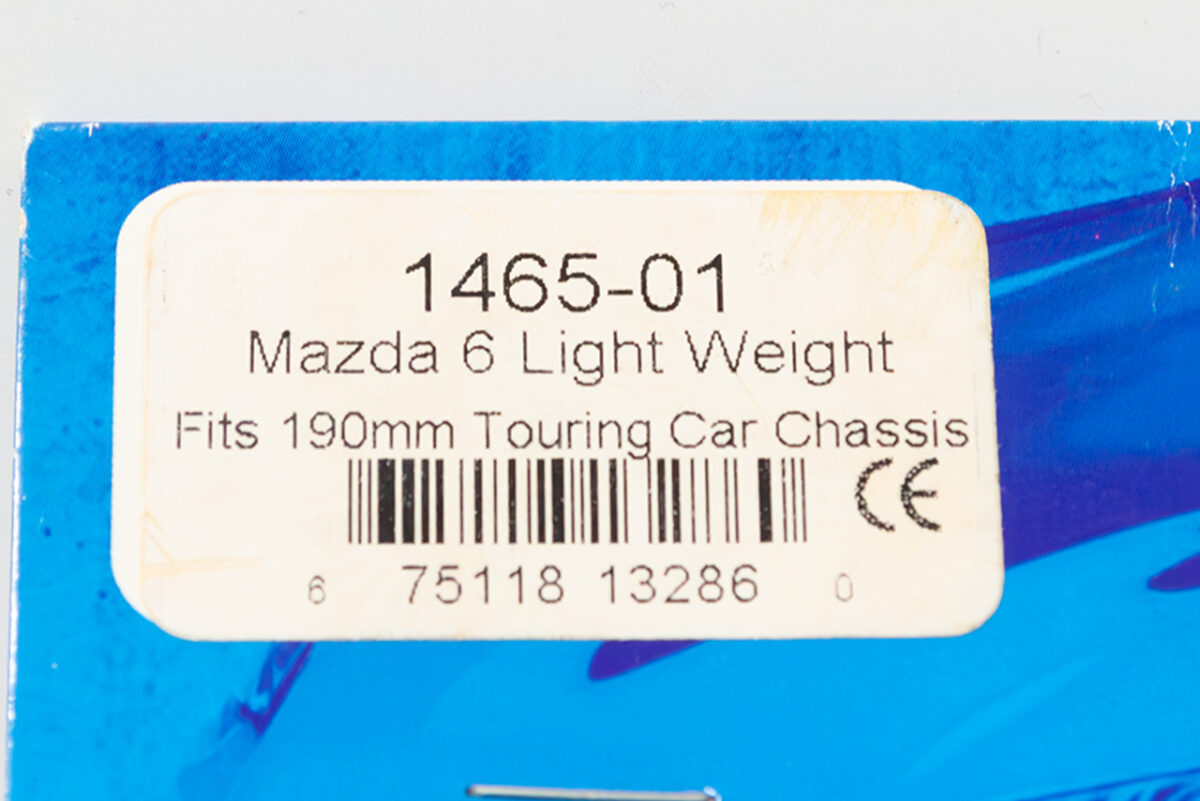 1465-01
Mazda 6 Light Weight
Fits 190mm Touring Car Chassis
CE
6 75118 13286 0